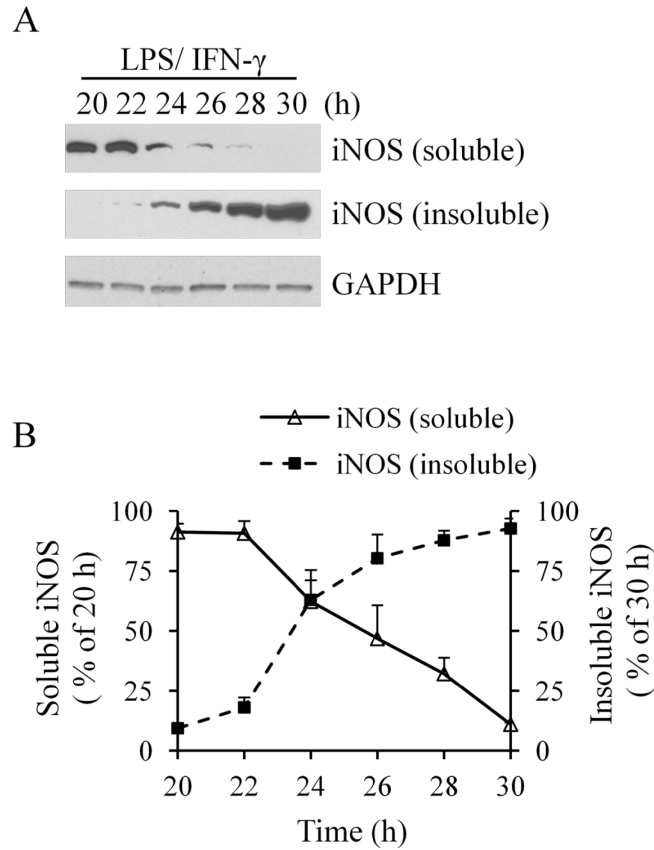 A
LPS/ IFN-γ
20 22 24 26 28 30 (h)
iNOS (soluble)
iNOS (insoluble)
GAPDH
B
iNOS (soluble)
iNOS (insoluble)
Soluble iNOS
( % of 20 h)
100
75
50
25
0
100
75
50
25
0
Insoluble iNOS
( % of 30 h)
20 22 24 26 28 30
Time (h)